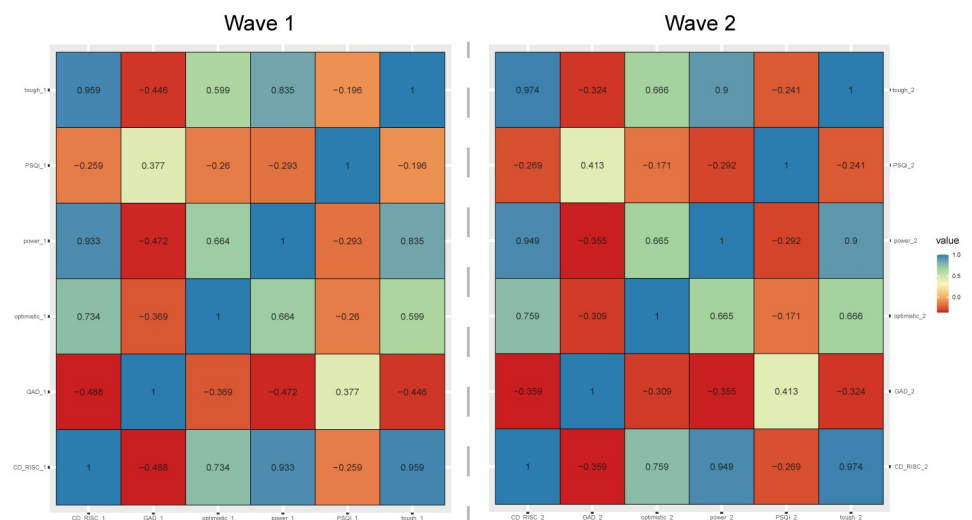 Wave 1
Wave 2
tough_1 0.959 −0.446 0.599 0.835 −0.196 1
0.974 −0.324 0.666 0.9 −0.241 1 tough_2
PSQI_1 −0.259 0.377 −0.26 −0.293 1 −0.196
−0.269 0.413 −0.171 −0.292 1 −0.241 PSQI_2
power_1 0.933 −0.472 0.664 1 −0.293 0.835
0.949 −0.355 0.665 1 −0.292 0.9 power_2
optimistic_1 0.734 −0.369 1 0.664 −0.26 0.599
0.759 −0.309 1 0.665 −0.171 0.666 optimistic_2
GAD_1 −0.488 1 −0.369 −0.472 0.377 −0.446
−0.359 1 −0.309 −0.355 0.413 −0.324 GAD_2
CD_RISC_1 1 −0.488 0.734 0.933 −0.259 0.959
1 −0.359 0.759 0.949 −0.269 0.974 CD_RISC_2
CD_RISC_1 GAD_1 optimistic_1 power_1 PSQI_1 tough_1
CD_RISC_2 GAD_2 optimistic_2 power_2 PSQI_2 tough_2
value
1.0
0.5
0.0